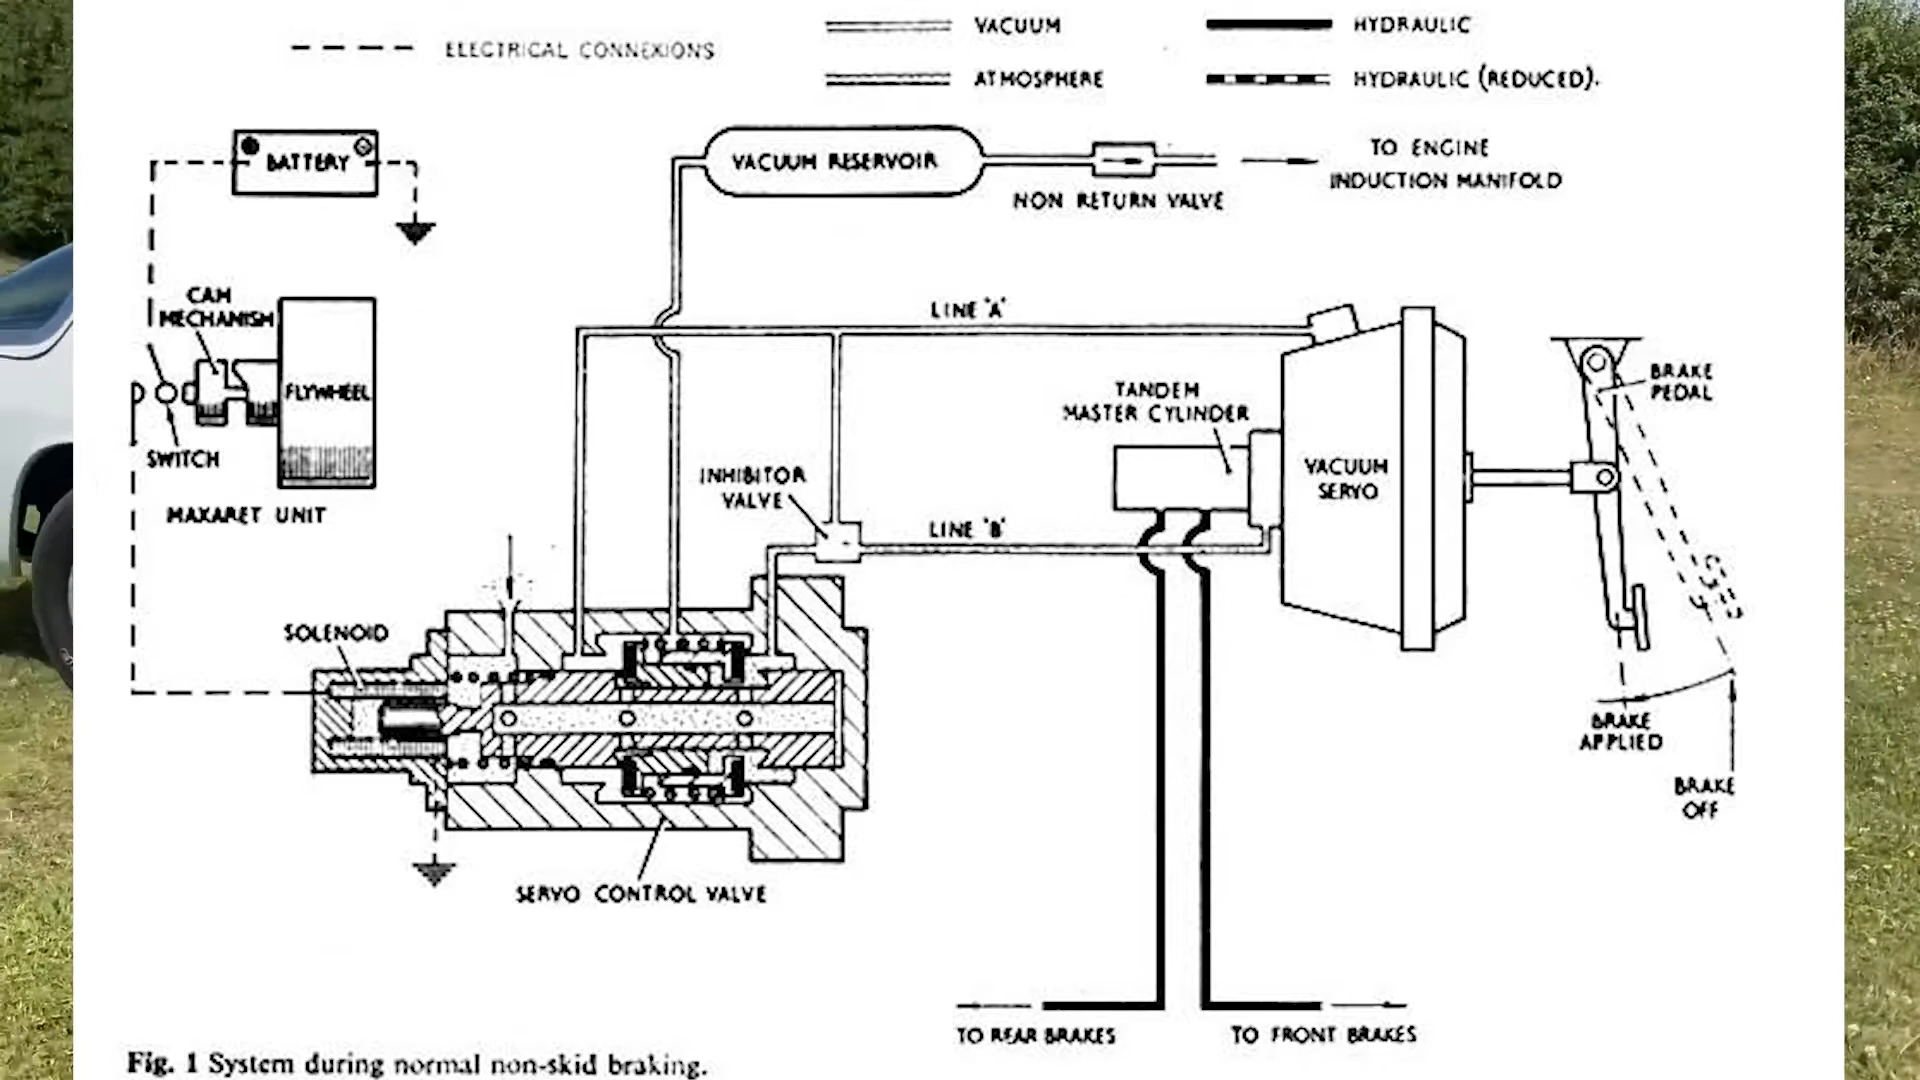 ELECTRICAL CONNEXIONS
VACUUM
ATMOSPHERE
HYDRAULIC
HYDRAULIC (REDUCED).
BATTERY
VACUUM RESERVOIR
NON RETURN VALVE
TO ENGINE
INDUCTION MANIFOLD
CAM
MECHANISM
FLYWHEEL
SWITCH
MAXARET UNIT
LINE 'A'
TANDEM
MASTER CYLINDER
VACUUM
SERVO
BRAKE
PEDAL
INHIBITOR
VALVE
LINE 'B'
SOLENOID
BRAKE
APPLIED
BRAKE
OFF
SERVO CONTROL VALVE
TO REAR BRAKES
TO FRONT BRAKES
Fig. 1 System during normal non-skid braking.